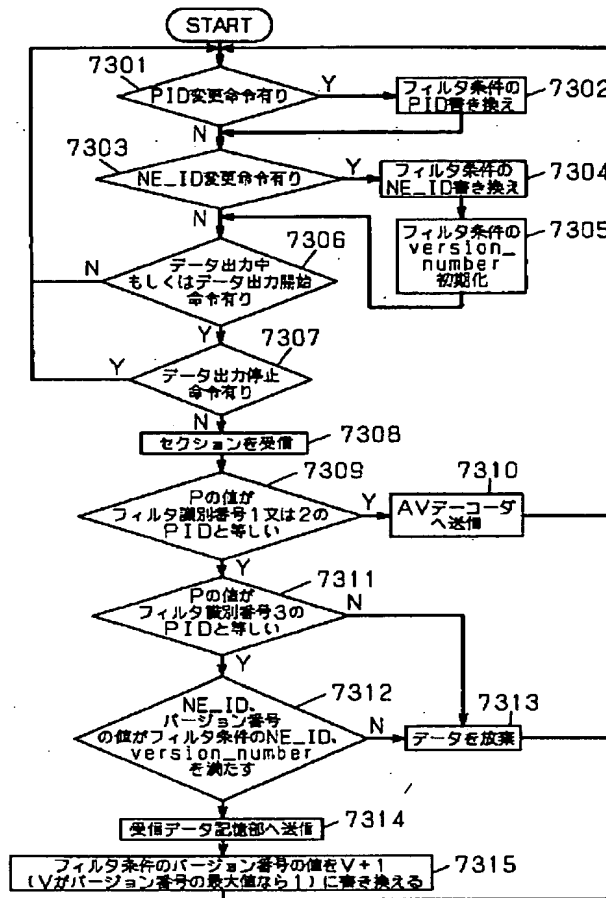 START
7301
PID変更命令有り
Y
フィルタ条件の
PID書き換え
7302
N
7303
NE_ID変更命令有り
Y
フィルタ条件の
NE_ID書き換え
7304
N
フィルタ条件の
version_
number
初期化
7305
7306
N
データ出力中
もしくはデータ出力開始
命令有り
Y
7307
Y
データ出力停止
命令有り
N
セクションを受信
7308
7309
Pの値が
フィルタ識別番号1又は2の
PIDと等しい
Y
7310
AVデーコーダ
へ送信
Y
7311
Pの値が
フィルタ識別番号3の
PIDと等しい
N
Y
7312
NE_ID、
バージョン番号
の値がフィルタ条件のNE_ID、
version_number
を満たす
N
7313
データを放棄
Y
受信データ記憶部へ送信
7314
フィルタ条件のバージョン番号の値をV+1
(Vがバージョン番号の最大値なら1)に書き換える
7315